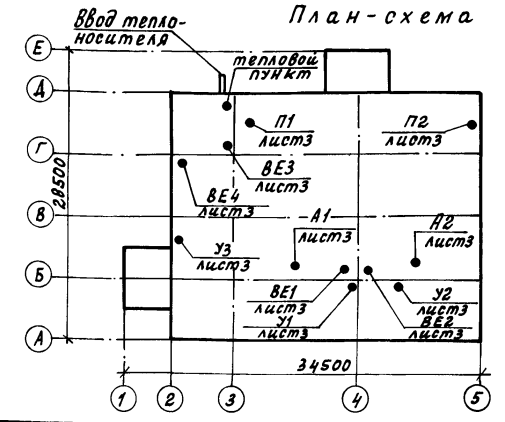 План-схема
Ввод тепло-
носителя
тепловой
пункт
Е
Д
Г
В
Б
А
28500
П1
лист3
П2
лист3
ВЕ3
лист3
ВЕ4
лист3
А1
лист3
А2
лист3
У3
лист3
ВЕ1
лист3
У1
лист3
У2
лист3
ВЕ2
лист3
34500
1
2
3
4
5